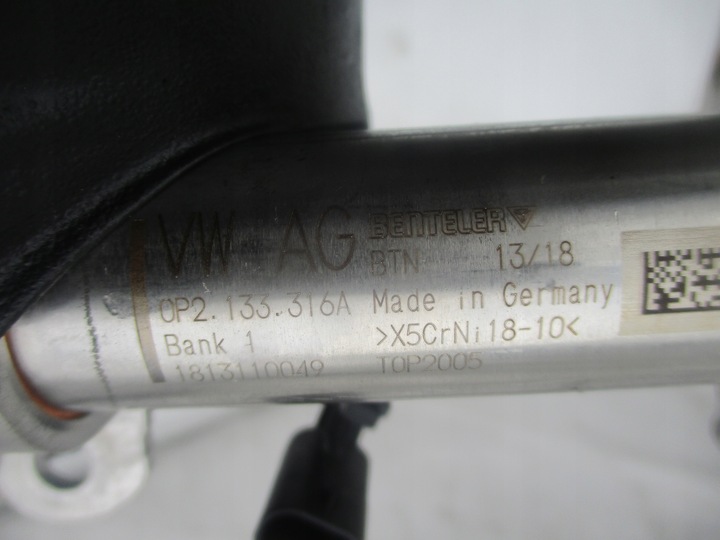 VW AG BENTELER
BTN 13/18
0P2.133.316A Made in Germany
Bank 1 >X5CrNi18-10<
1813110049 TOP2005